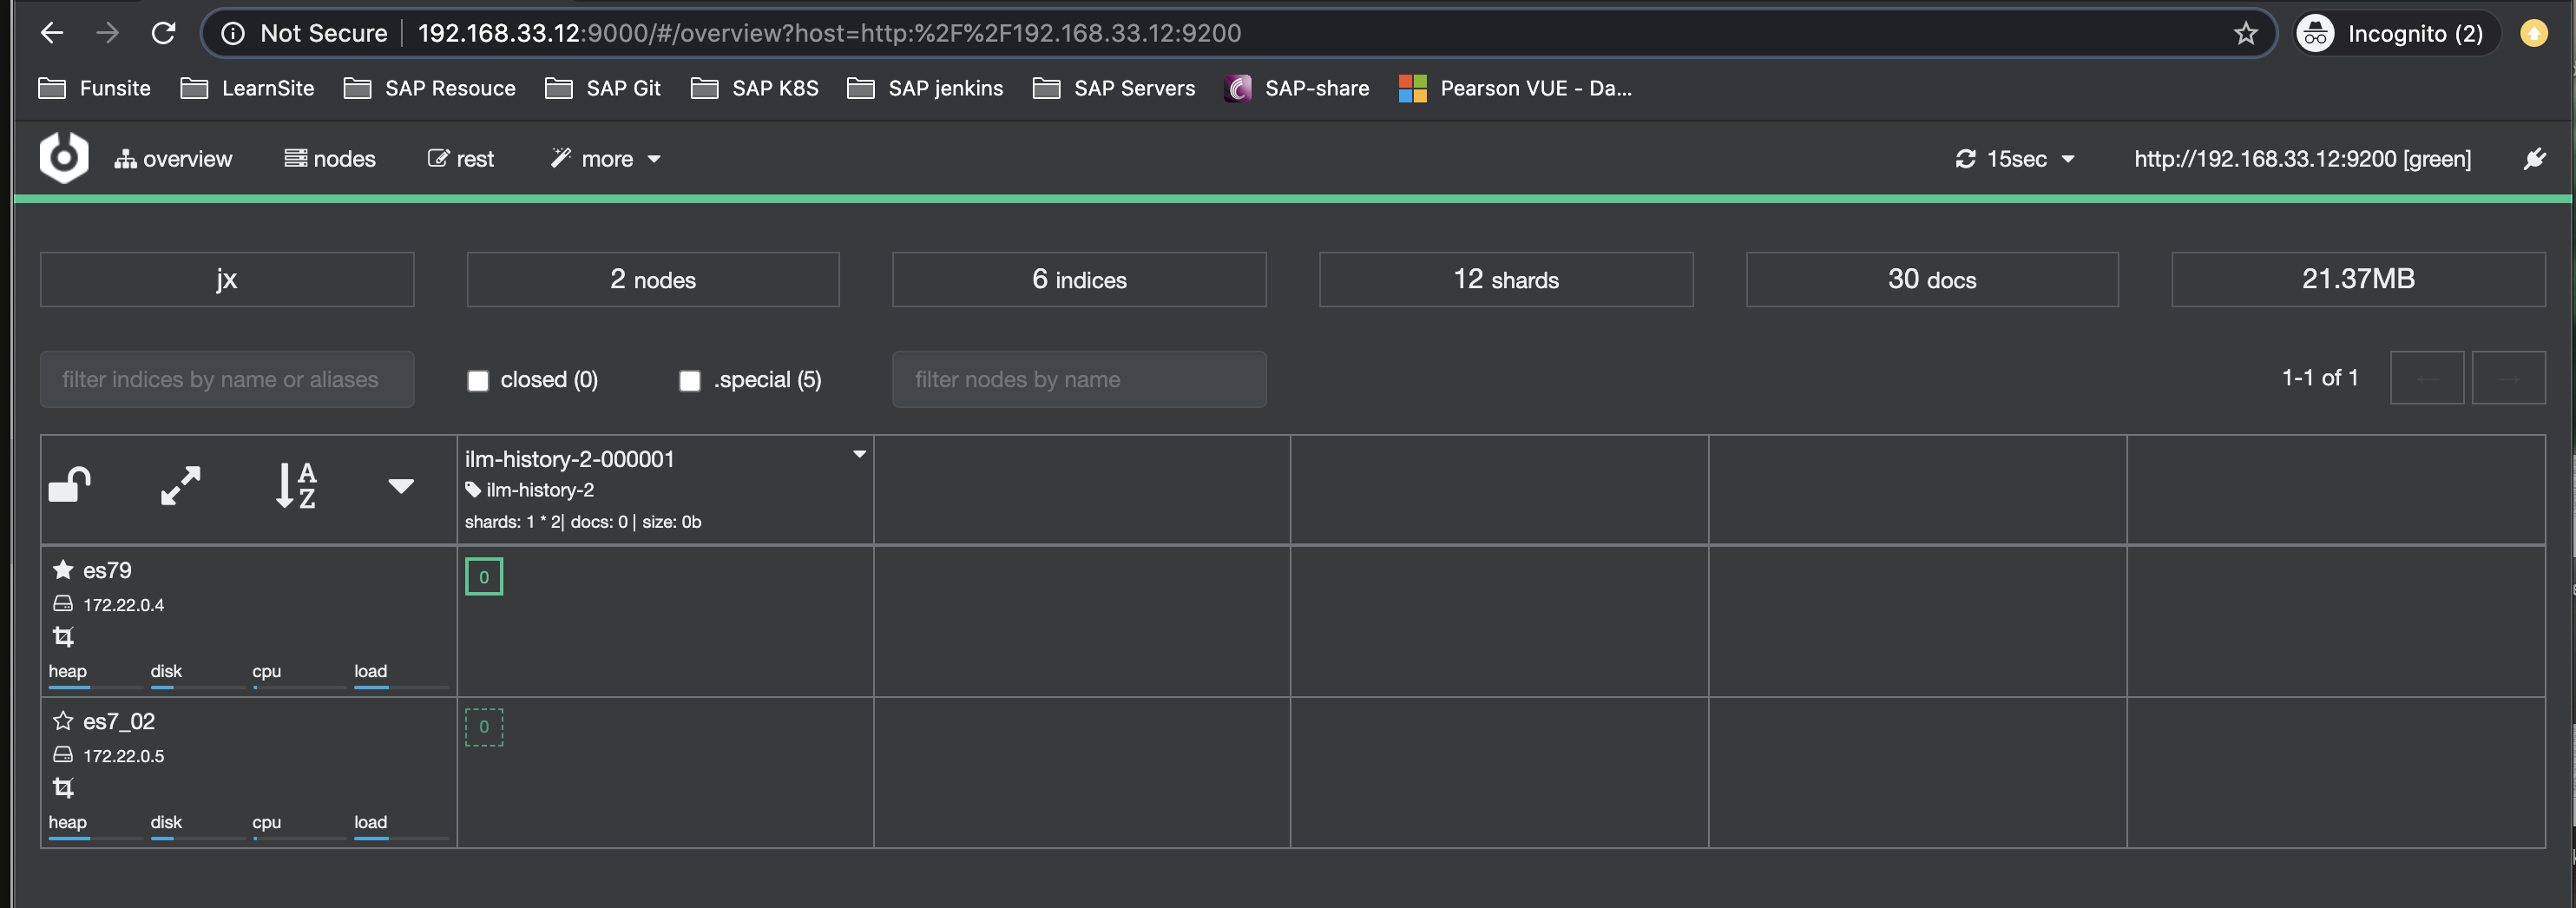 Not Secure 192.168.33.12:9000/#/overview?host=http:%2F%2F192.168.33.12:9200 Incognito (2)
Funsite LearnSite SAP Resouce SAP Git SAP K8S SAP jenkins SAP Servers SAP-share Pearson VUE - Da...
overview nodes rest more 15sec http://192.168.33.12:9200 [green]
jx 2 nodes 6 indices 12 shards 30 docs 21.37MB
filter indices by name or aliases closed (0) .special (5) filter nodes by name 1-1 of 1
ilm-history-2-000001
ilm-history-2
shards: 1 * 2| docs: 0 | size: 0b
es79 0
172.22.0.4
heap disk cpu load
es7_02 0
172.22.0.5
heap disk cpu load